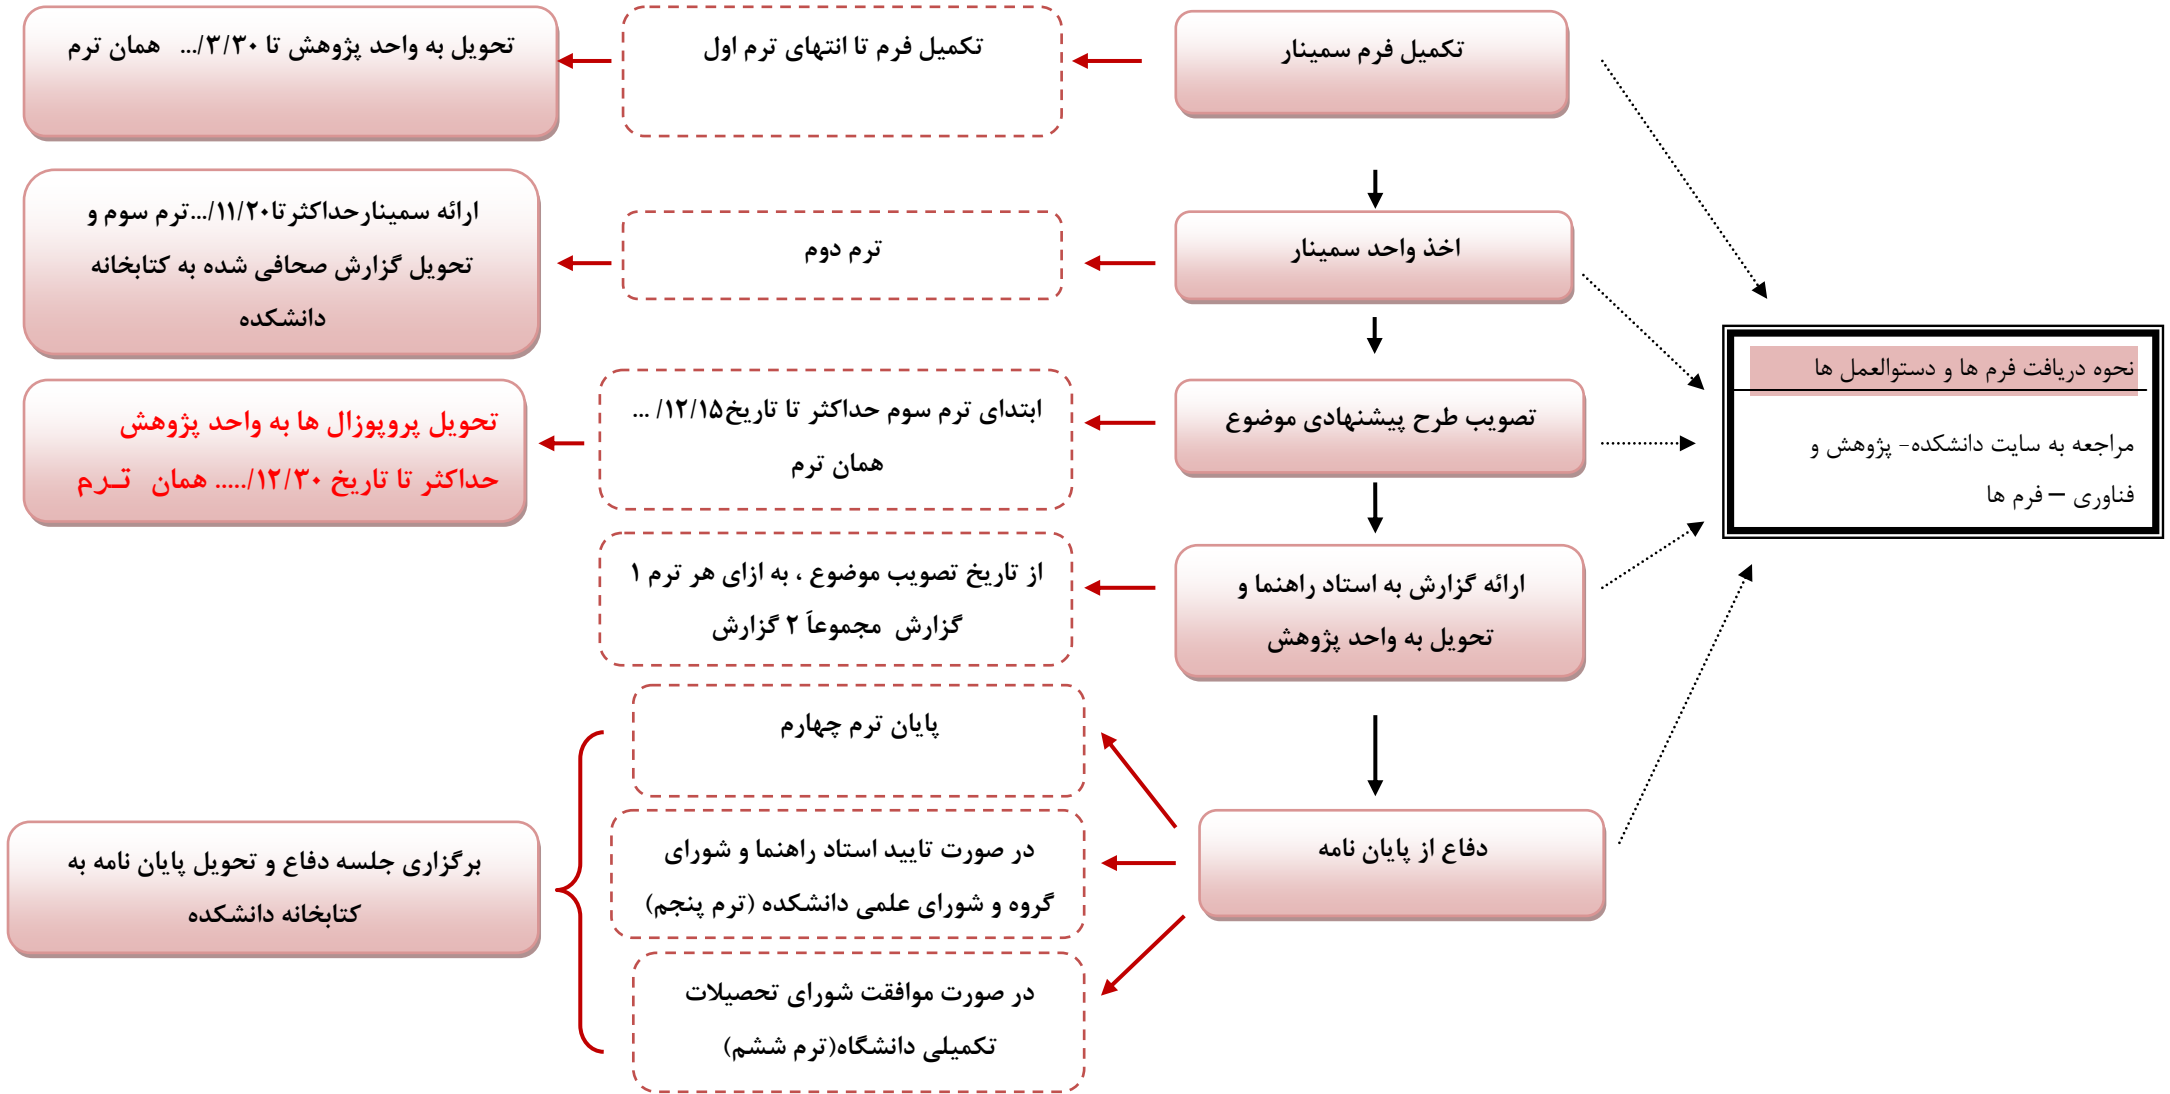 تکمیل فرم سمینار
تکمیل فرم تا انتهای ترم اول
تحویل به واحد پژوهش تا ۳/۳۰/... همان ترم
اخذ واحد سمینار
ترم دوم
ارائه سمینارحداکثرتا۱۱/۲۰/...ترم سوم و
تحویل گزارش صحافی شده به کتابخانه
دانشکده
تصویب طرح پیشنهادی موضوع
ابتدای ترم سوم حداکثر تا تاریخ۱۲/۱۵/ ...
همان ترم
تحویل پروپوزال ها به واحد پژوهش
حداکثر تا تاریخ ۱۲/۳۰/..... همان تـرم
ارائه گزارش به استاد راهنما و
تحویل به واحد پژوهش
از تاریخ تصویب موضوع ، به ازای هر ترم ۱
گزارش مجموعاً ۲ گزارش
دفاع از پایان نامه
پایان ترم چهارم
در صورت تایید استاد راهنما و شورای
گروه و شورای علمی دانشکده (ترم پنجم)
در صورت موافقت شورای تحصیلات
تکمیلی دانشگاه(ترم ششم)
برگزاری جلسه دفاع و تحویل پایان نامه به
کتابخانه دانشکده
نحوه دریافت فرم ها و دستوالعمل ها
مراجعه به سایت دانشکده- پژوهش و
فناوری – فرم ها